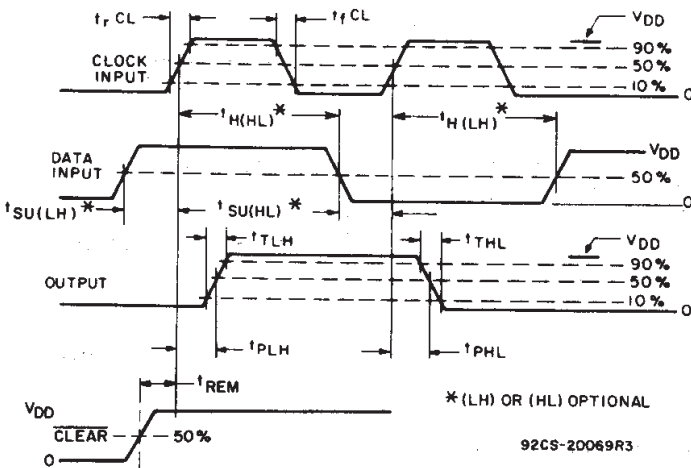 tr CL
tf CL
VDD
90%
50%
10%
0
CLOCK
INPUT
tH(HL)*
tH(LH)*
DATA
INPUT
VDD
50%
0
tSU(LH)*
tSU(HL)*
tTLH
tTHL
VDD
90%
50%
10%
0
OUTPUT
tPLH
tPHL
tREM
VDD
CLEAR
50%
0
*(LH) OR (HL) OPTIONAL
92CS-20069R3